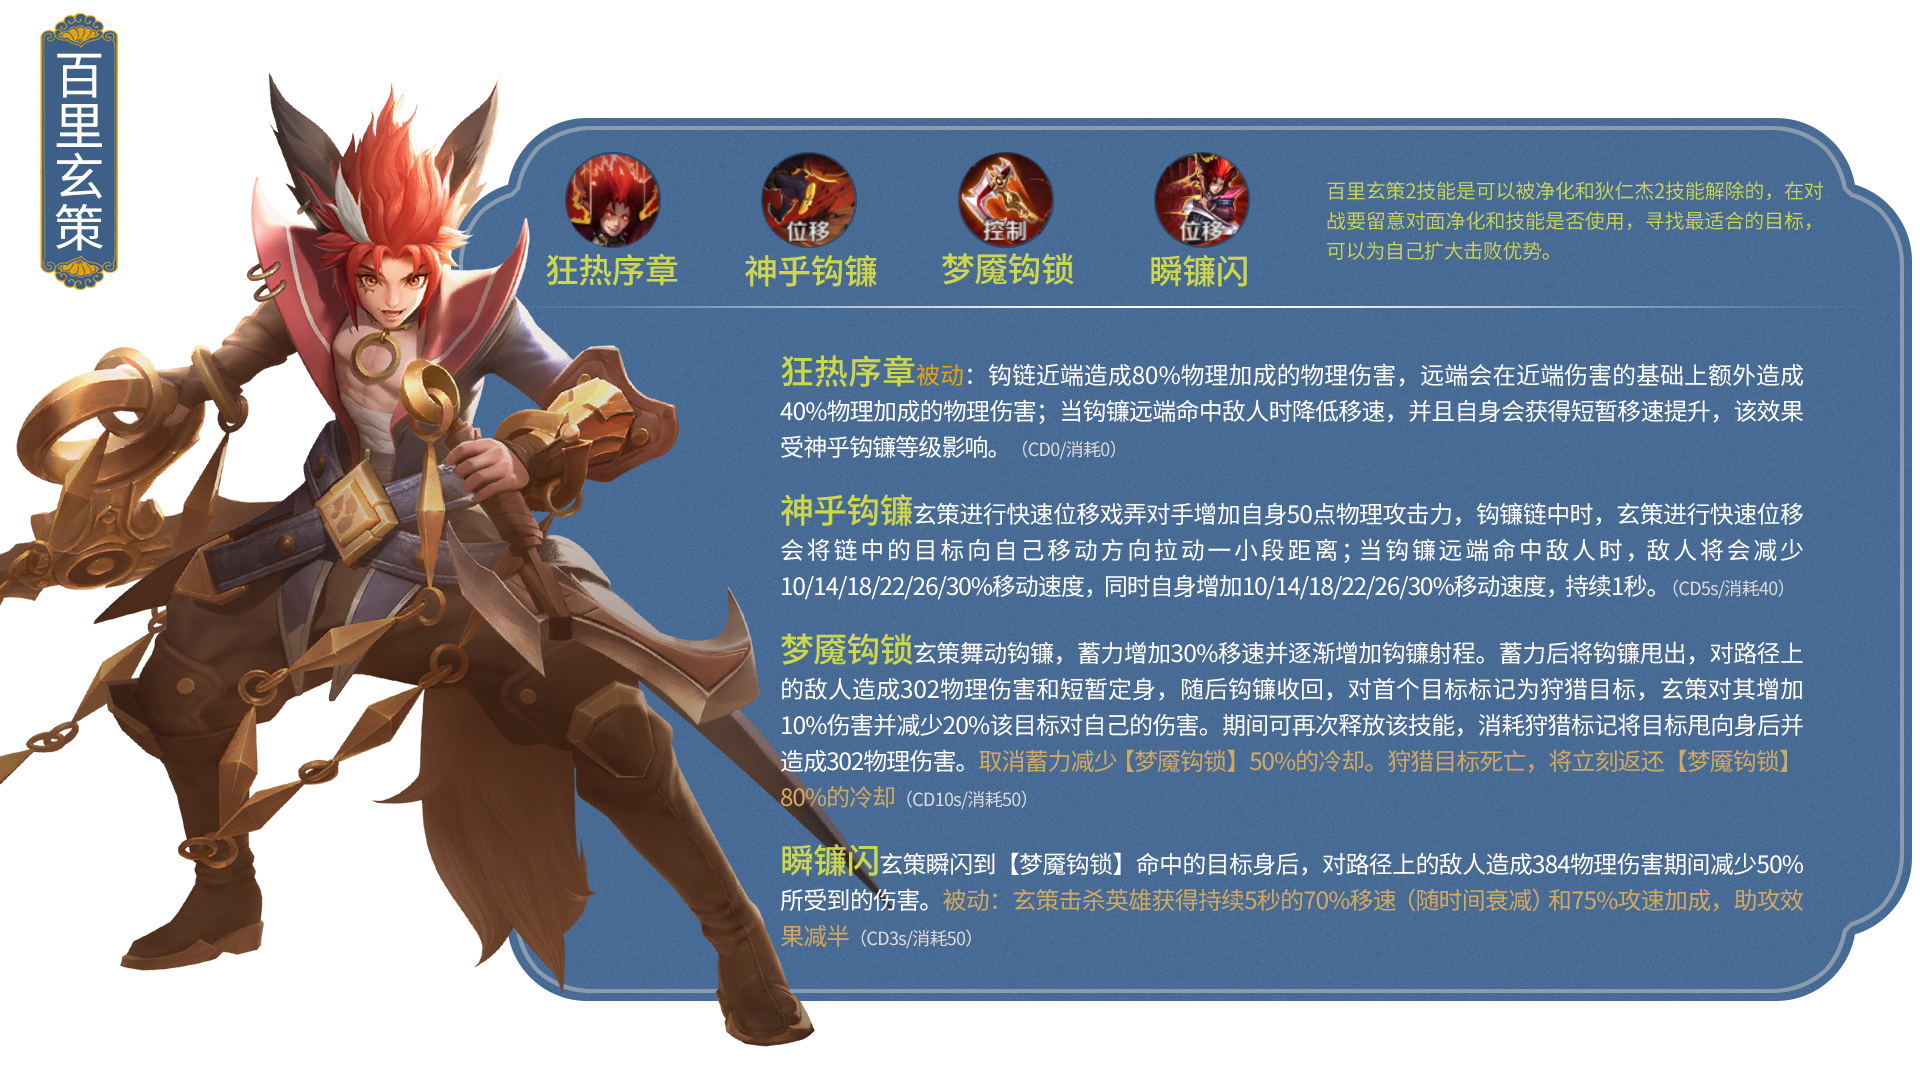 百里玄策
位移
控制
位移
狂热序章
神乎钩镰
梦魇钩锁
瞬镰闪
百里玄策2技能是可以被净化和狄仁杰2技能解除的，在对
战要留意对面净化和技能是否使用，寻找最适合的目标，
可以为自己扩大击败优势。
狂热序章被动：钩链近端造成80%物理加成的物理伤害，远端会在近端伤害的基础上额外造成
40%物理加成的物理伤害；当钩镰远端命中敌人时降低移速，并且自身会获得短暂移速提升，该效果
受神乎钩镰等级影响。（CD0/消耗0）
神乎钩镰玄策进行快速位移戏弄对手增加自身50点物理攻击力，钩镰链中时，玄策进行快速位移
会将链中的目标向自己移动方向拉动一小段距离；当钩镰远端命中敌人时，敌人将会减少
10/14/18/22/26/30%移动速度，同时自身增加10/14/18/22/26/30%移动速度，持续1秒。（CD5s/消耗40）
梦魇钩锁玄策舞动钩镰，蓄力增加30%移速并逐渐增加钩镰射程。蓄力后将钩镰甩出，对路径上
的敌人造成302物理伤害和短暂定身，随后钩镰收回，对首个目标标记为狩猎目标，玄策对其增加
10%伤害并减少20%该目标对自己的伤害。期间可再次释放该技能，消耗狩猎标记将目标甩向身后并
造成302物理伤害。取消蓄力减少【梦魇钩锁】50%的冷却。狩猎目标死亡，将立刻返还【梦魇钩锁】
80%的冷却（CD10s/消耗50）
瞬镰闪玄策瞬闪到【梦魇钩锁】命中的目标身后，对路径上的敌人造成384物理伤害期间减少50%
所受到的伤害。被动：玄策击杀英雄获得持续5秒的70%移速（随时间衰减）和75%攻速加成，助攻效
果减半（CD3s/消耗50）